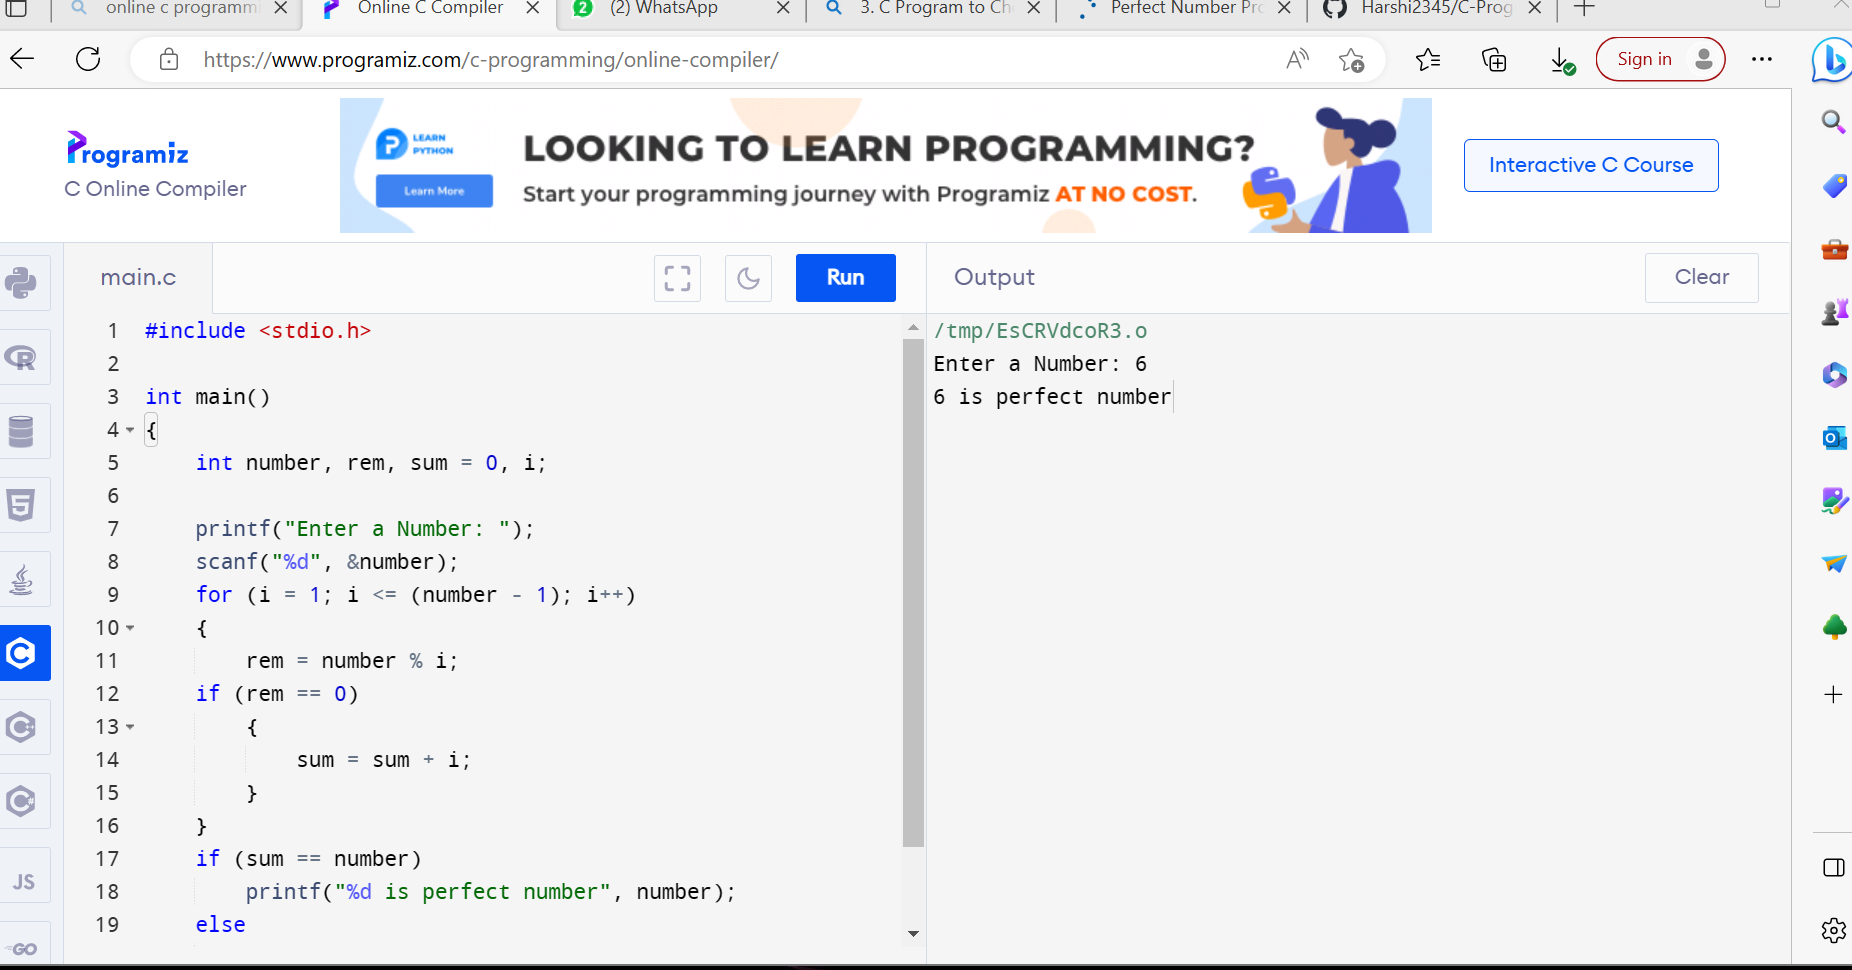 online c programm
Online C Compiler
(2) WhatsApp
3. C Program to Ch
Perfect Number Pro
Harshi2345/C-Prog
https://www.programiz.com/c-programming/online-compiler/
Sign in
Programiz
C Online Compiler
LEARN
PYTHON
Learn More
LOOKING TO LEARN PROGRAMMING?
Start your programming journey with Programiz AT NO COST.
Interactive C Course
main.c
Run
Output
Clear
1 #include <stdio.h>
2
3 int main()
4 {
5 int number, rem, sum = 0, i;
6
7 printf("Enter a Number: ");
8 scanf("%d", &number);
9 for (i = 1; i <= (number - 1); i++)
10 {
11 rem = number % i;
12 if (rem == 0)
13 {
14 sum = sum + i;
15 }
16 }
17 if (sum == number)
18 printf("%d is perfect number", number);
19 else
/tmp/EsCRVdcoR3.o
Enter a Number: 6
6 is perfect number
JS
GO